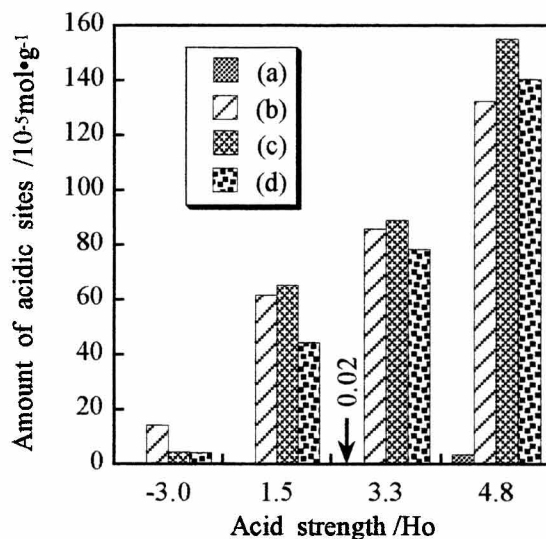 160
140
120
100
80
60
40
20
0
Amount of acidic sites /10-5mol•g-1
(a)
(b)
(c)
(d)
0.02
-3.0 1.5 3.3 4.8
Acid strength /Ho